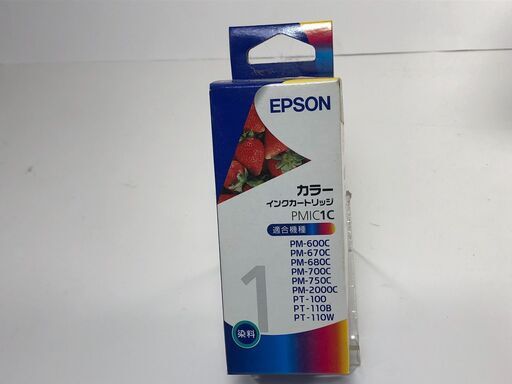 EPSON
カラー
インクカートリッジ
PMIC1C
適合機種
PM-600C
PM-670C
PM-680C
PM-700C
PM-750C
PM-2000C
PT-100
PT-110B
PT-110W
1
染料